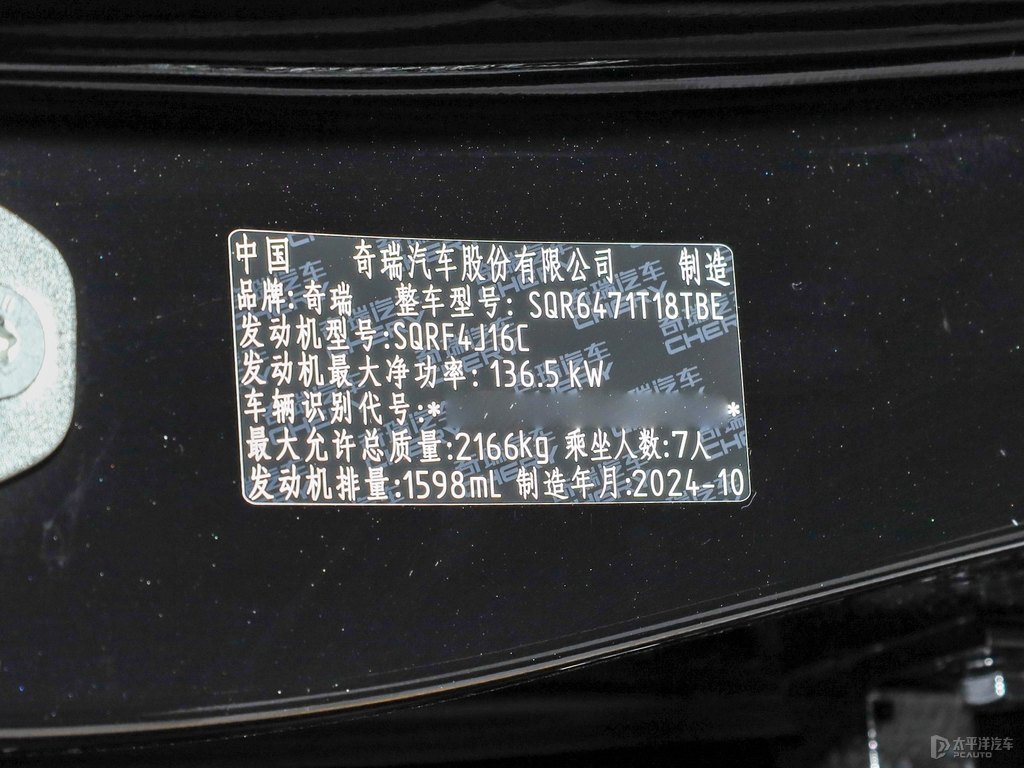 中国 奇瑞汽车股份有限公司 制造
品牌: 奇瑞 整车型号: SQR6471T18TBE
发动机型号:SQRF4J16C
发动机最大净功率: 136.5 kW
车辆识别代号:* *
最大允许总质量:2166kg 乘坐人数:7人
发动机排量:1598mL 制造年月:2024-10
太平洋汽车
PCAUTO